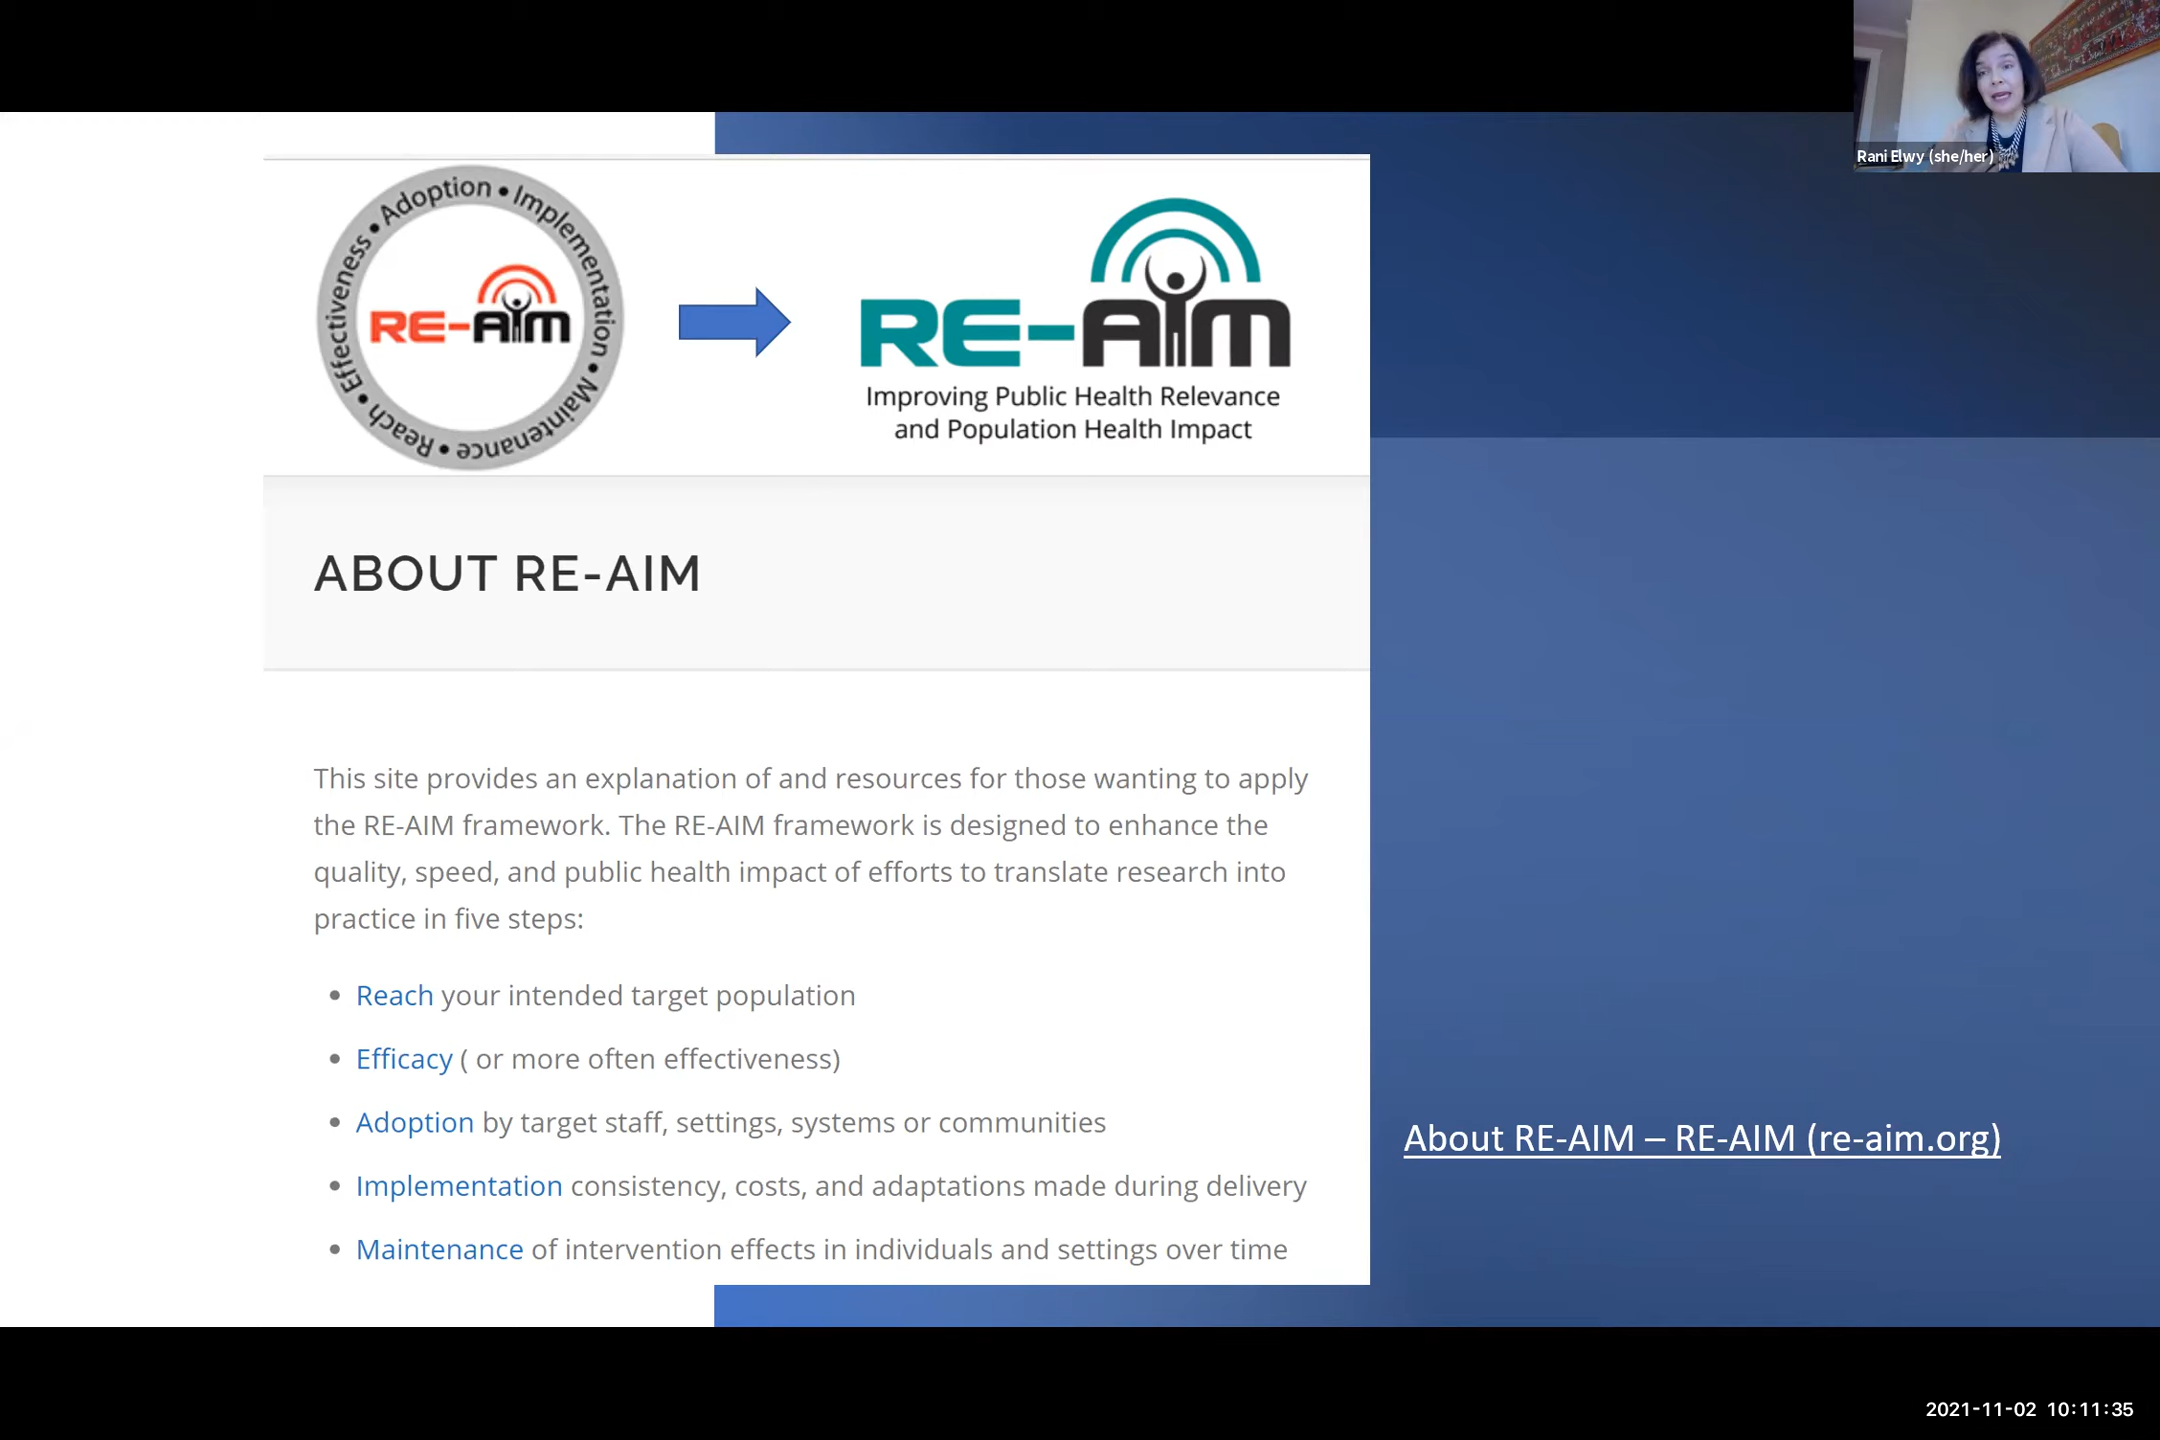 Rani Elwy (she/her)
Reach • Effectiveness • Adoption • Implementation • Maintenance •
RE-AIM
RE-AIM
Improving Public Health Relevance
and Population Health Impact
ABOUT RE-AIM
This site provides an explanation of and resources for those wanting to apply
the RE-AIM framework. The RE-AIM framework is designed to enhance the
quality, speed, and public health impact of efforts to translate research into
practice in five steps:
• Reach your intended target population
• Efficacy ( or more often effectiveness)
• Adoption by target staff, settings, systems or communities
• Implementation consistency, costs, and adaptations made during delivery
• Maintenance of intervention effects in individuals and settings over time
About RE-AIM – RE-AIM (re-aim.org)
2021-11-02 10:11:35